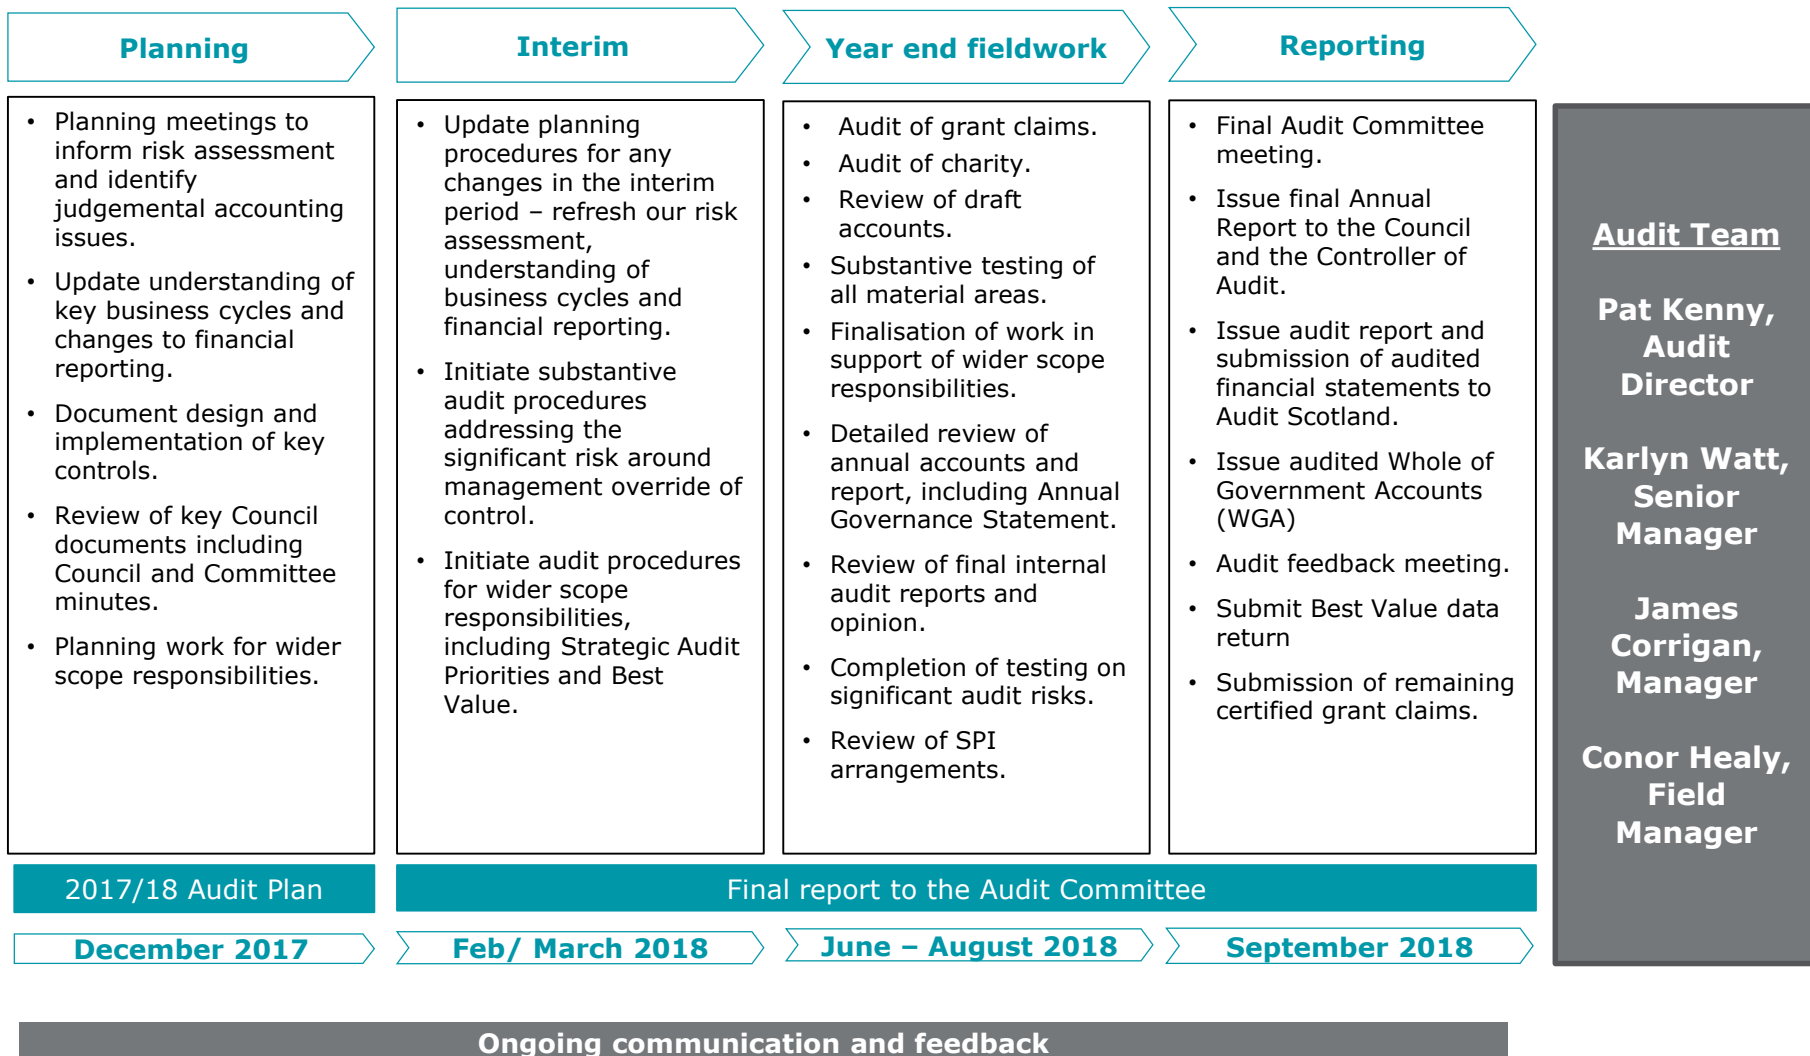 Planning
• Planning meetings to
inform risk assessment
and identify
judgemental accounting
issues.
• Update understanding of
key business cycles and
changes to financial
reporting.
• Document design and
implementation of key
controls.
• Review of key Council
documents including
Council and Committee
minutes.
• Planning work for wider
scope responsibilities.
2017/18 Audit Plan
December 2017
Interim
• Update planning
procedures for any
changes in the interim
period – refresh our risk
assessment,
understanding of
business cycles and
financial reporting.
• Initiate substantive
audit procedures
addressing the
significant risk around
management override of
control.
• Initiate audit procedures
for wider scope
responsibilities,
including Strategic Audit
Priorities and Best
Value.
Feb/ March 2018
Year end fieldwork
• Audit of grant claims.
• Audit of charity.
• Review of draft
accounts.
• Substantive testing of
all material areas.
• Finalisation of work in
support of wider scope
responsibilities.
• Detailed review of
annual accounts and
report, including Annual
Governance Statement.
• Review of final internal
audit reports and
opinion.
• Completion of testing on
significant audit risks.
• Review of SPI
arrangements.
June – August 2018
Reporting
• Final Audit Committee
meeting.
• Issue final Annual
Report to the Council
and the Controller of
Audit.
• Issue audit report and
submission of audited
financial statements to
Audit Scotland.
• Issue audited Whole of
Government Accounts
(WGA)
• Audit feedback meeting.
• Submit Best Value data
return
• Submission of remaining
certified grant claims.
Final report to the Audit Committee
September 2018
Audit Team
Pat Kenny,
Audit
Director
Karlyn Watt,
Senior
Manager
James
Corrigan,
Manager
Conor Healy,
Field
Manager
Ongoing communication and feedback